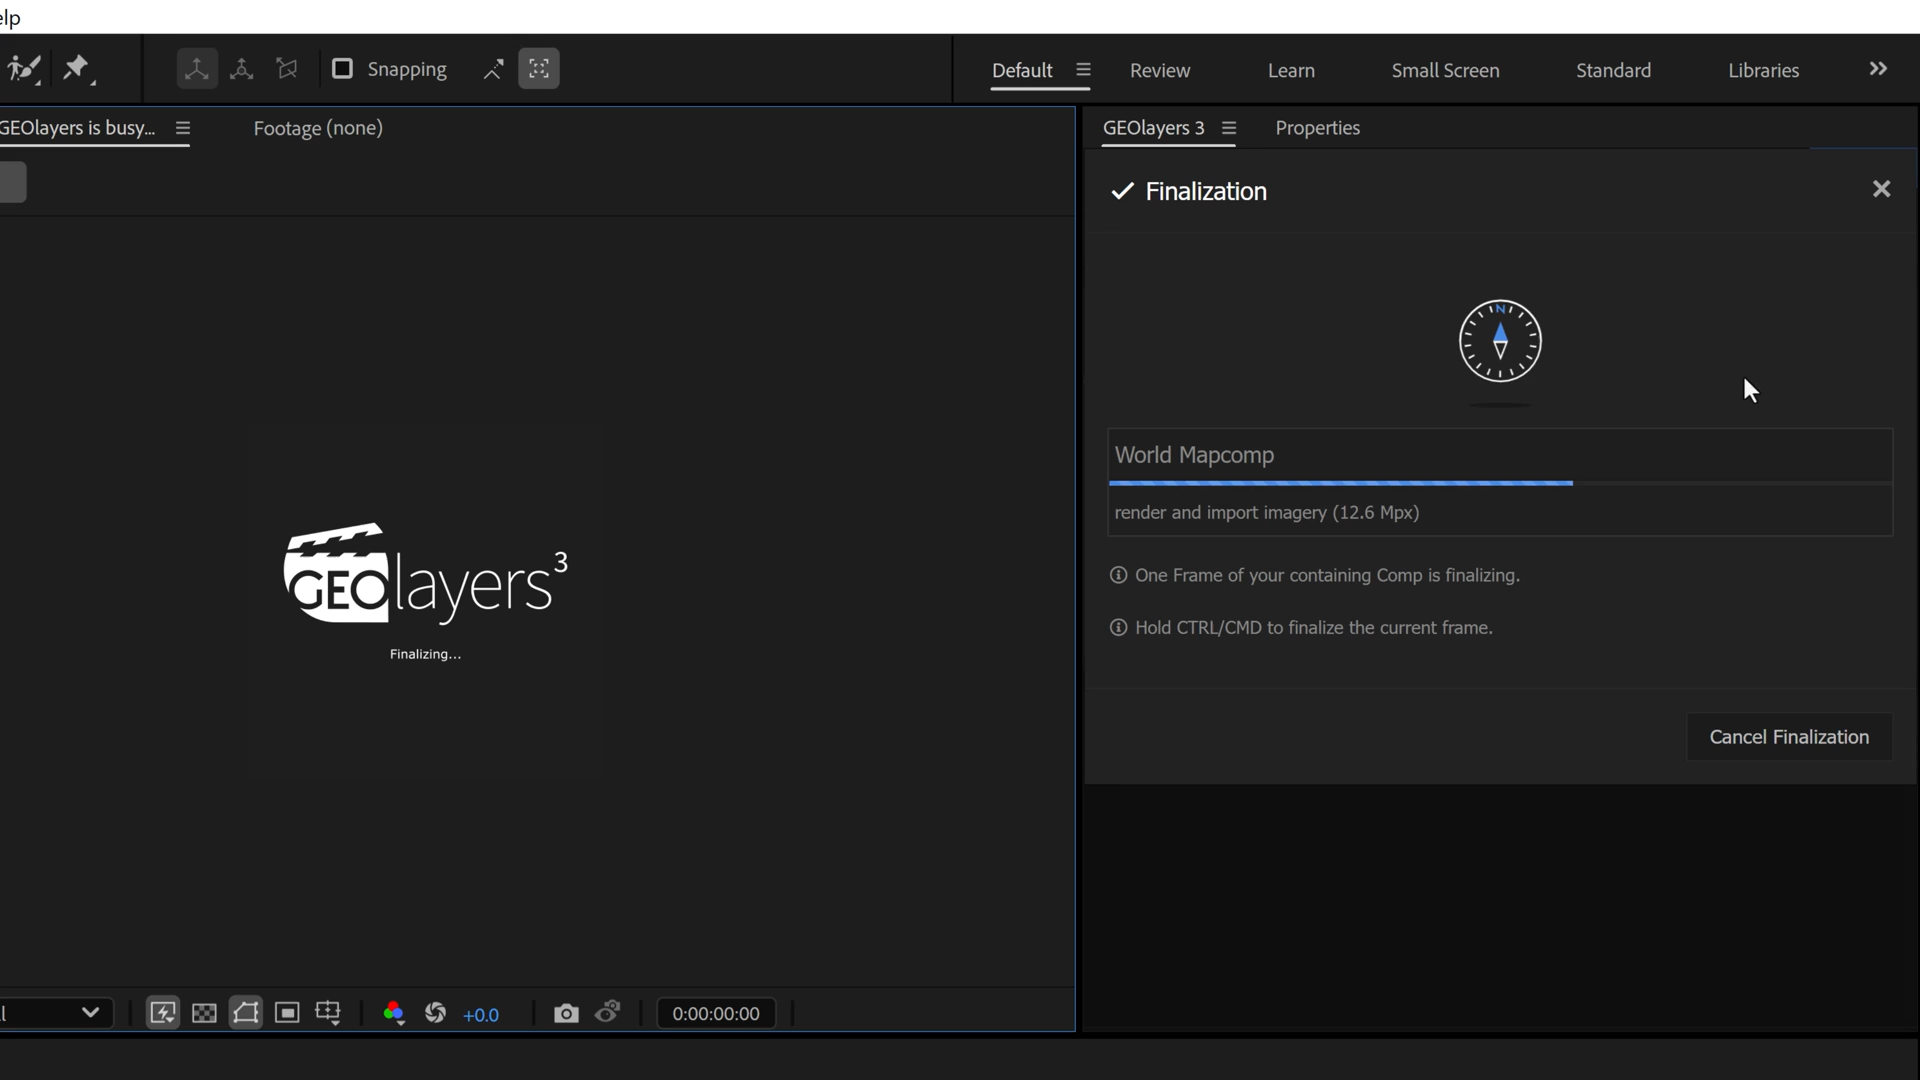 elp
Snapping
Default
Review
Learn
Small Screen
Standard
Libraries
GEOlayers is busy...
Footage (none)
GEOlayers 3
Properties
Finalization
N
World Mapcomp
render and import imagery (12.6 Mpx)
One Frame of your containing Comp is finalizing.
Hold CTRL/CMD to finalize the current frame.
Cancel Finalization
GEOlayers³
Finalizing...
+0.0
0:00:00:00